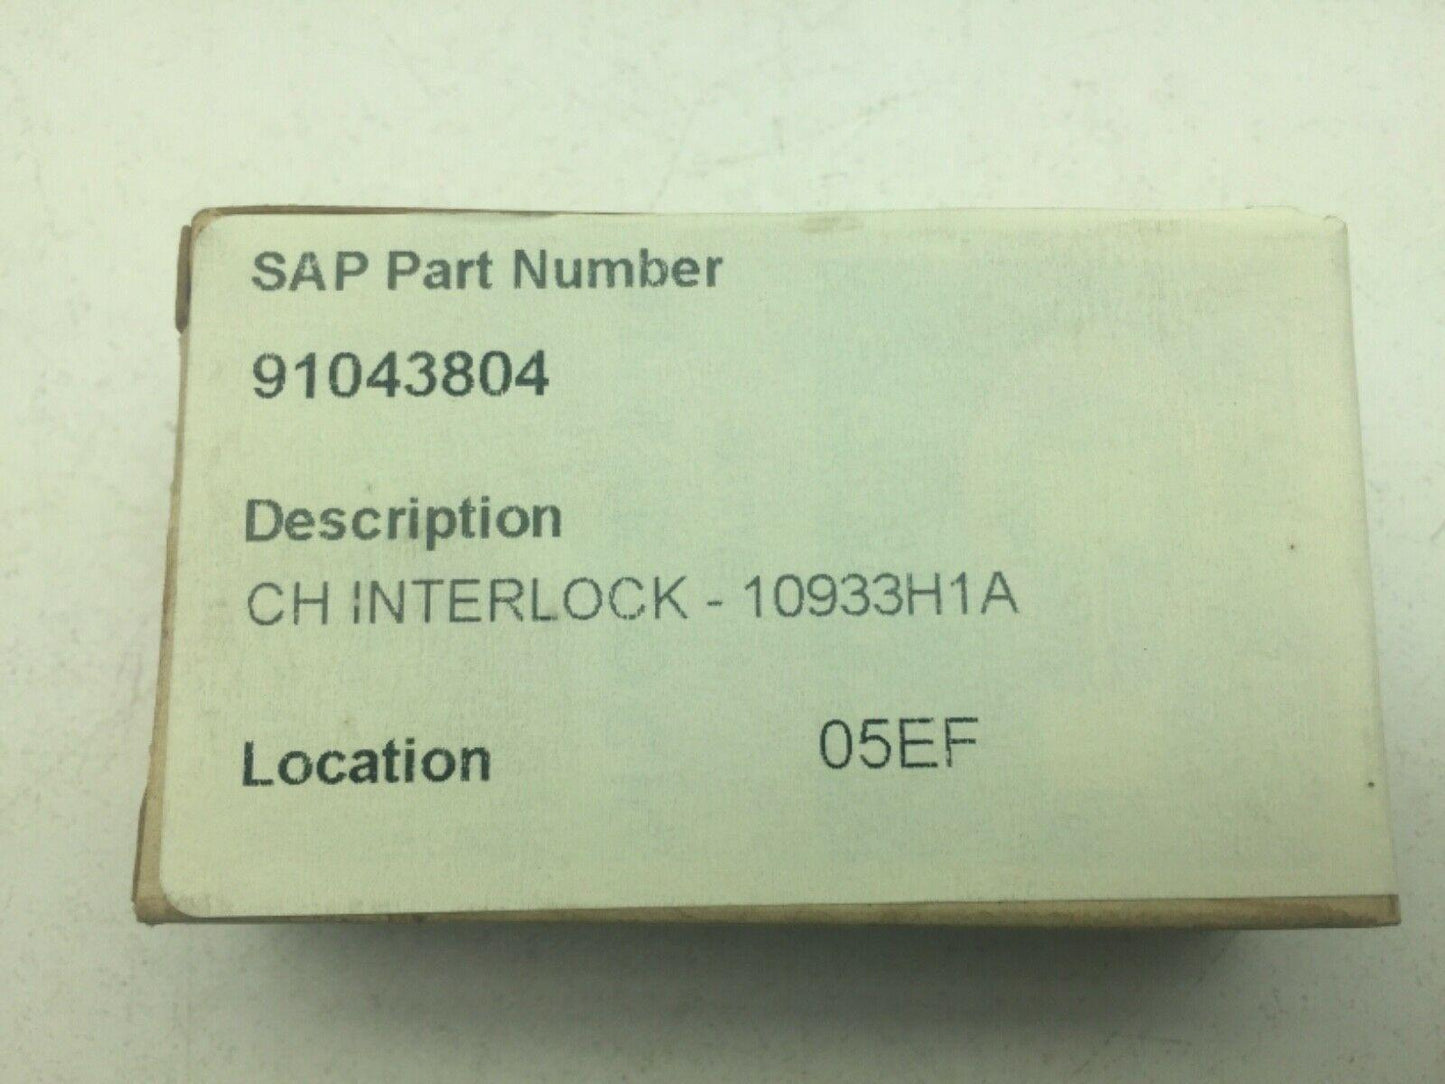 SAP Part Number
91043804
Description
CH INTERLOCK - 10933H1A
Location 05EF